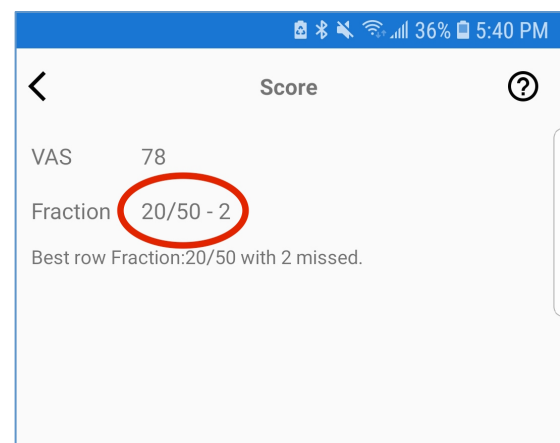 36% 5:40 PM
Score
VAS 78
Fraction 20/50 - 2
Best row Fraction:20/50 with 2 missed.